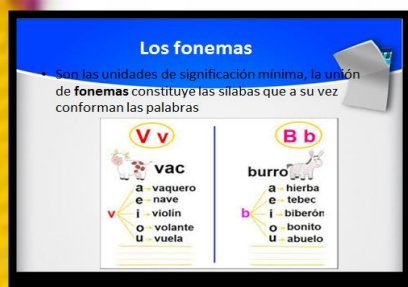 Los fonemas
• Son las unidades de significación mínima, la unión
de fonemas constituye las sílabas que a su vez
conforman las palabras
V v
B b
vac
burro
a - vaquero
e - nave
v i - violín
o - volante
u - vuela
a - hierba
e - tebec
b i - biberón
o - bonito
u - abuelo